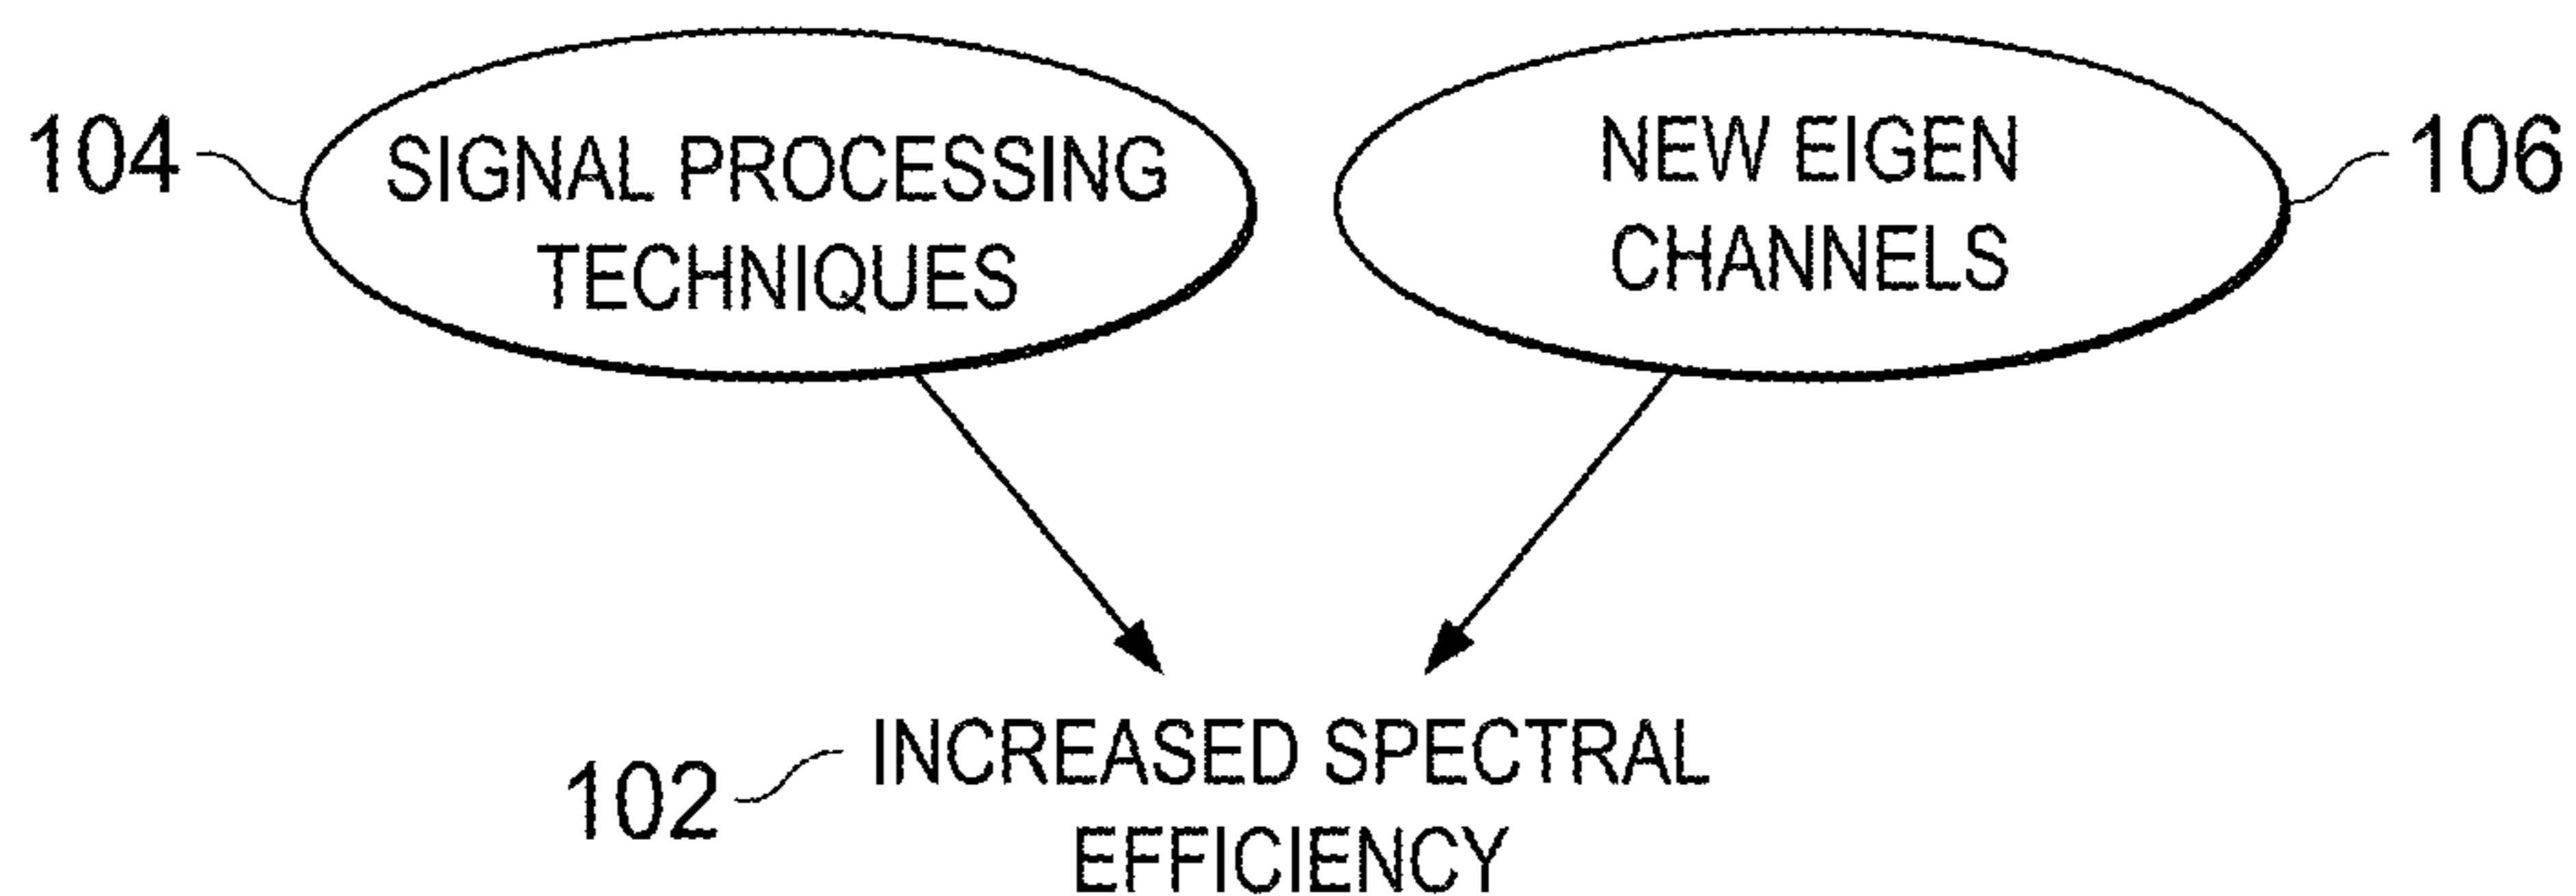 104
SIGNAL PROCESSING
TECHNIQUES
NEW EIGEN
CHANNELS
106
102
INCREASED SPECTRAL
EFFICIENCY